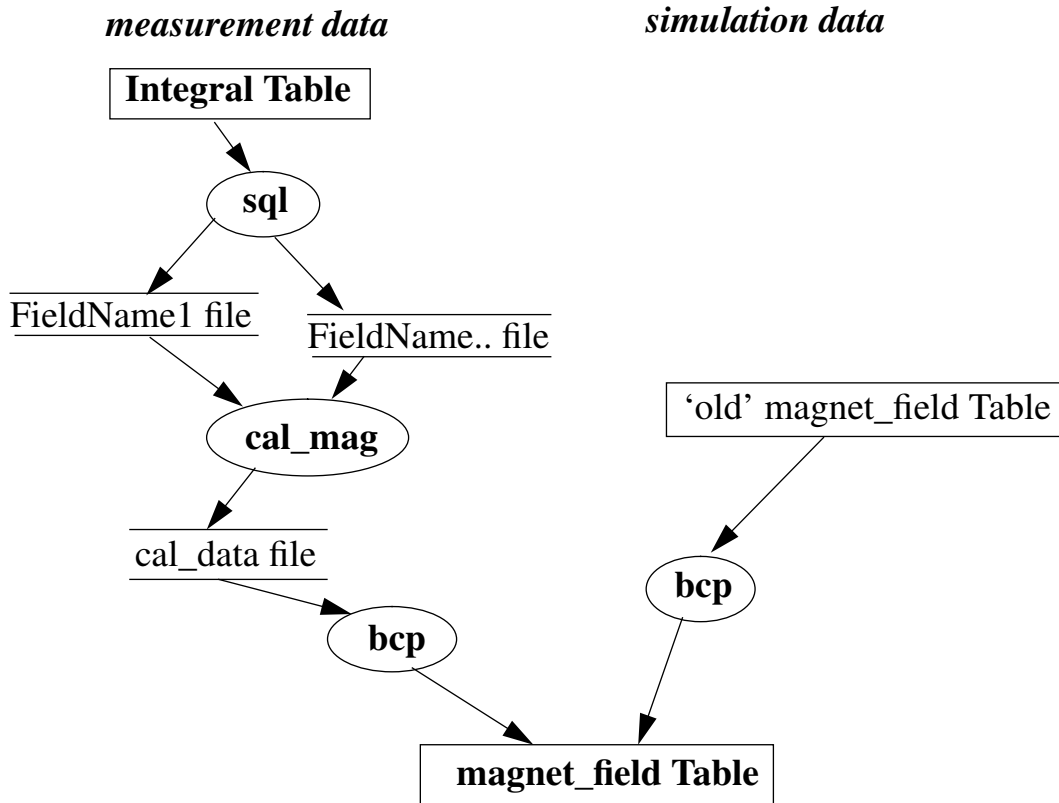 measurement data
simulation data
Integral Table
sql
FieldName1 file
FieldName.. file
‘old’ magnet_field Table
cal_mag
cal_data file
bcp
bcp
magnet_field Table